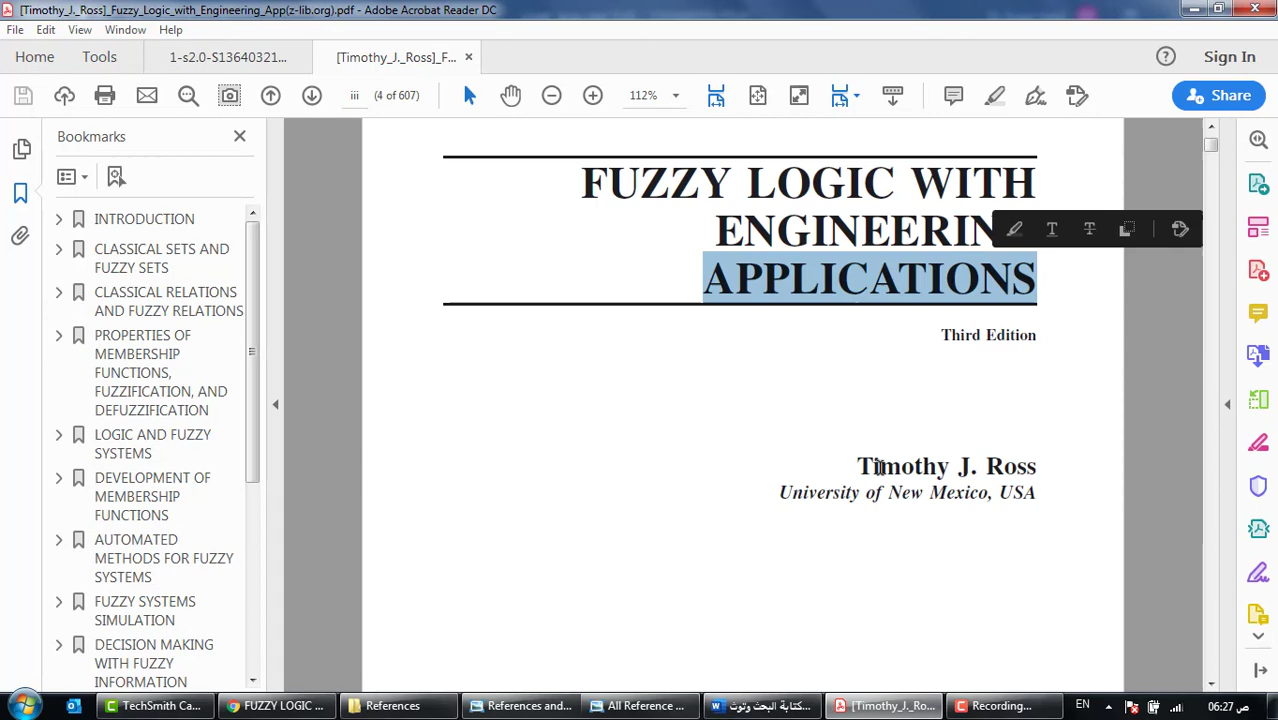 [Timothy_J._Ross]_Fuzzy_Logic_with_Engineering_App(z-lib.org).pdf - Adobe Acrobat Reader DC
File Edit View Window Help
Home Tools 1-s2.0-S13640321... [Timothy_J._Ross]_F...
Sign In
iii (4 of 607) 112% Share
Bookmarks
INTRODUCTION
CLASSICAL SETS AND
FUZZY SETS
CLASSICAL RELATIONS
AND FUZZY RELATIONS
PROPERTIES OF
MEMBERSHIP
FUNCTIONS,
FUZZIFICATION, AND
DEFUZZIFICATION
LOGIC AND FUZZY
SYSTEMS
DEVELOPMENT OF
MEMBERSHIP
FUNCTIONS
AUTOMATED
METHODS FOR FUZZY
SYSTEMS
FUZZY SYSTEMS
SIMULATION
DECISION MAKING
WITH FUZZY
INFORMATION
FUZZY LOGIC WITH
ENGINEERIN
APPLICATIONS
Third Edition
Timothy J. Ross
University of New Mexico, USA
TechSmith Ca... FUZZY LOGIC ... References References and... All Reference ... كتابة البحث وتوث... [Timothy_J._Ro... Recording... EN 06:27 ص